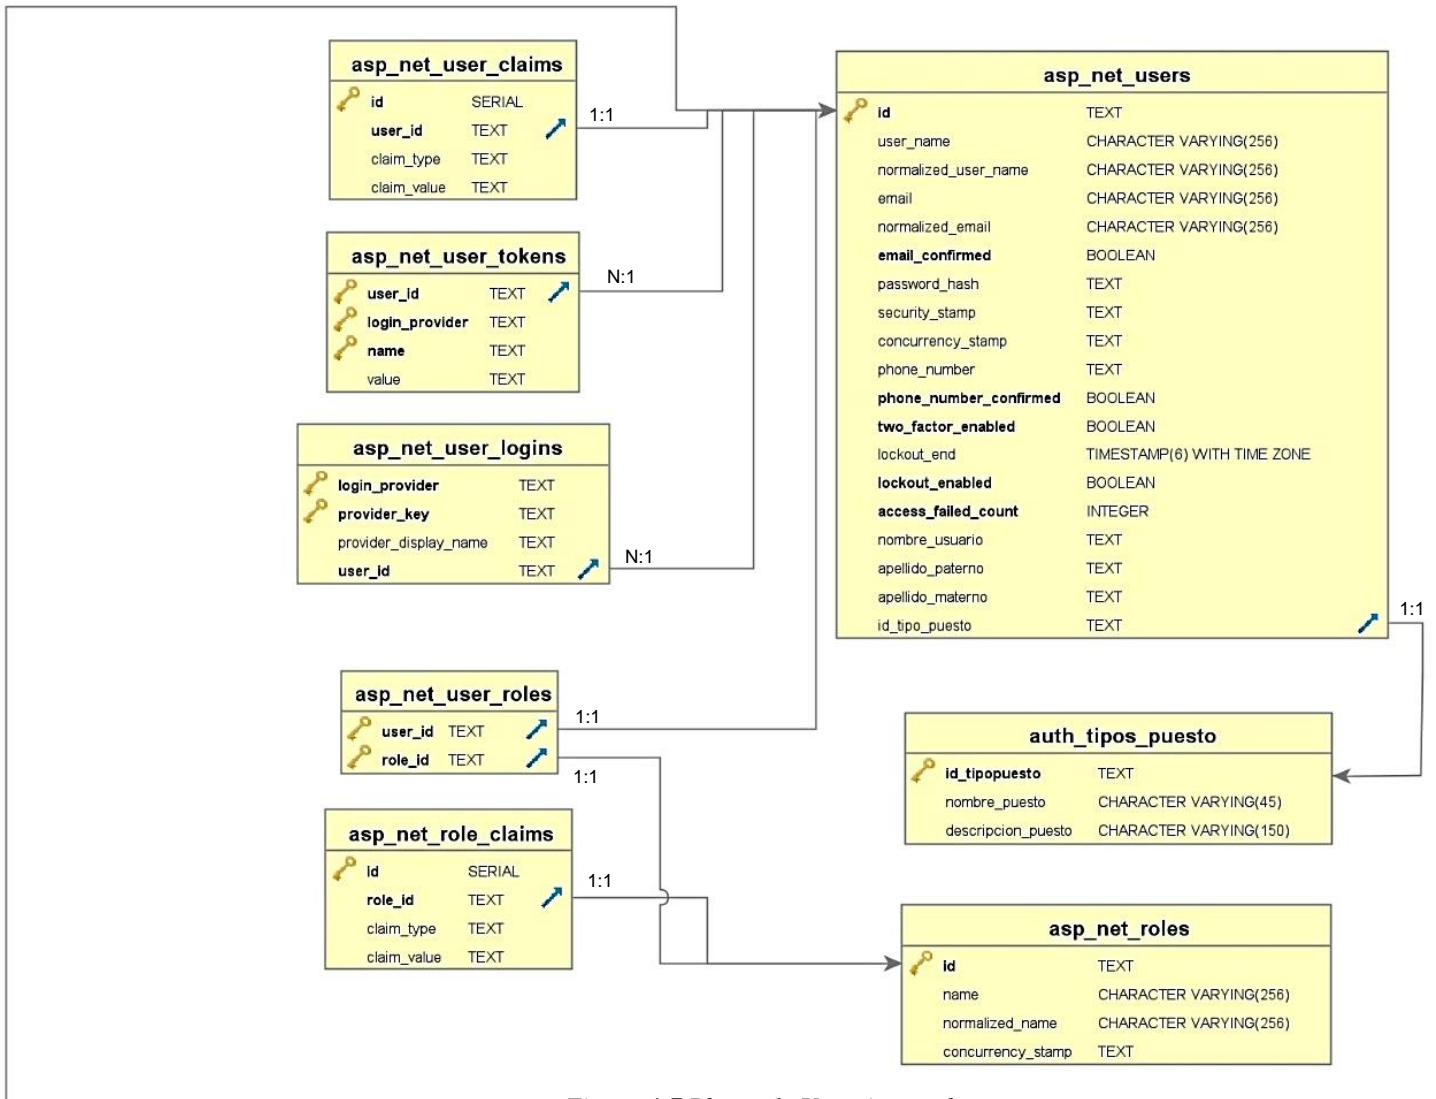 asp_net_user_claims
id SERIAL
user_id TEXT
claim_type TEXT
claim_value TEXT
1:1
asp_net_user_tokens
user_id TEXT
login_provider TEXT
name TEXT
value TEXT
N:1
asp_net_user_logins
login_provider TEXT
provider_key TEXT
provider_display_name TEXT
user_id TEXT
N:1
asp_net_user_roles
user_id TEXT
role_id TEXT
1:1
1:1
asp_net_role_claims
id SERIAL
role_id TEXT
claim_type TEXT
claim_value TEXT
1:1
asp_net_users
id TEXT
user_name CHARACTER VARYING(256)
normalized_user_name CHARACTER VARYING(256)
email CHARACTER VARYING(256)
normalized_email CHARACTER VARYING(256)
email_confirmed BOOLEAN
password_hash TEXT
security_stamp TEXT
concurrency_stamp TEXT
phone_number TEXT
phone_number_confirmed BOOLEAN
two_factor_enabled BOOLEAN
lockout_end TIMESTAMP(6) WITH TIME ZONE
lockout_enabled BOOLEAN
access_failed_count INTEGER
nombre_usuario TEXT
apellido_paterno TEXT
apellido_materno TEXT
id_tipo_puesto TEXT
1:1
auth_tipos_puesto
id_tipopuesto TEXT
nombre_puesto CHARACTER VARYING(45)
descripcion_puesto CHARACTER VARYING(150)
asp_net_roles
id TEXT
name CHARACTER VARYING(256)
normalized_name CHARACTER VARYING(256)
concurrency_stamp TEXT